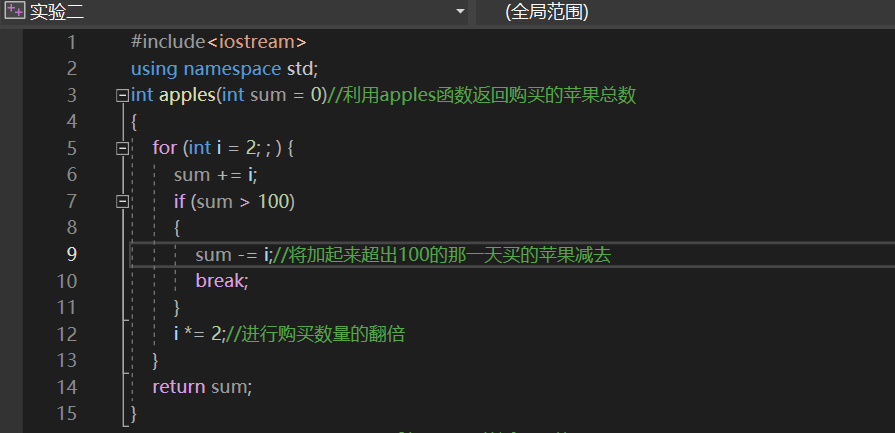 实验二 (全局范围)
1 #include<iostream>
2 using namespace std;
3 int apples(int sum = 0)//利用apples函数返回购买的苹果总数
4 {
5 for (int i = 2; ; ) {
6 sum += i;
7 if (sum > 100)
8 {
9 sum -= i;//将加起来超出100的那一天买的苹果减去
10 break;
11 }
12 i *= 2;//进行购买数量的翻倍
13 }
14 return sum;
15 }